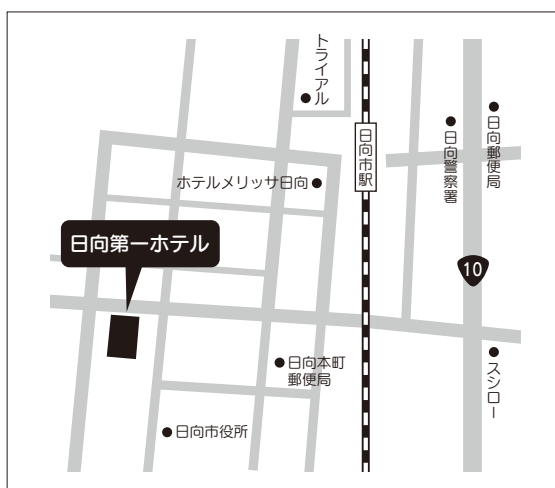 トライアル
日向市駅
日向警察署
日向郵便局
ホテルメリッサ日向
日向第一ホテル
10
日向本町
郵便局
スシロー
日向市役所